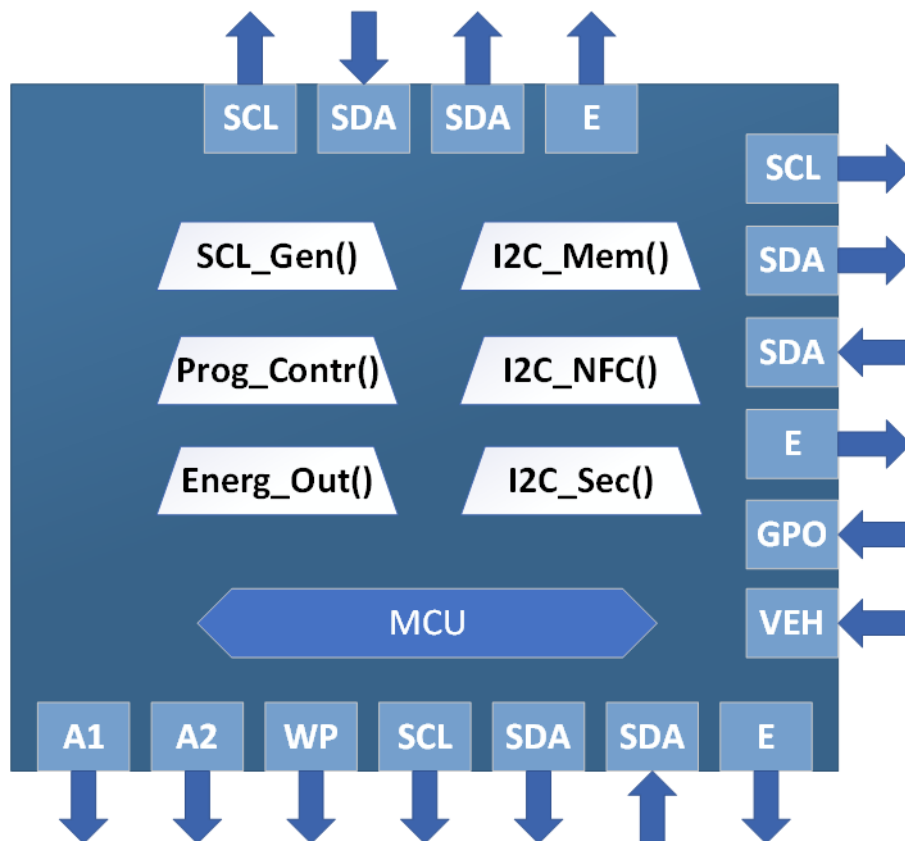 SCL SDA SDA E
SCL
SCL_Gen() I2C_Mem()
SDA
Prog_Contr() I2C_NFC()
SDA
E
Energ_Out() I2C_Sec()
GPO
MCU
VEH
A1 A2 WP SCL SDA SDA E